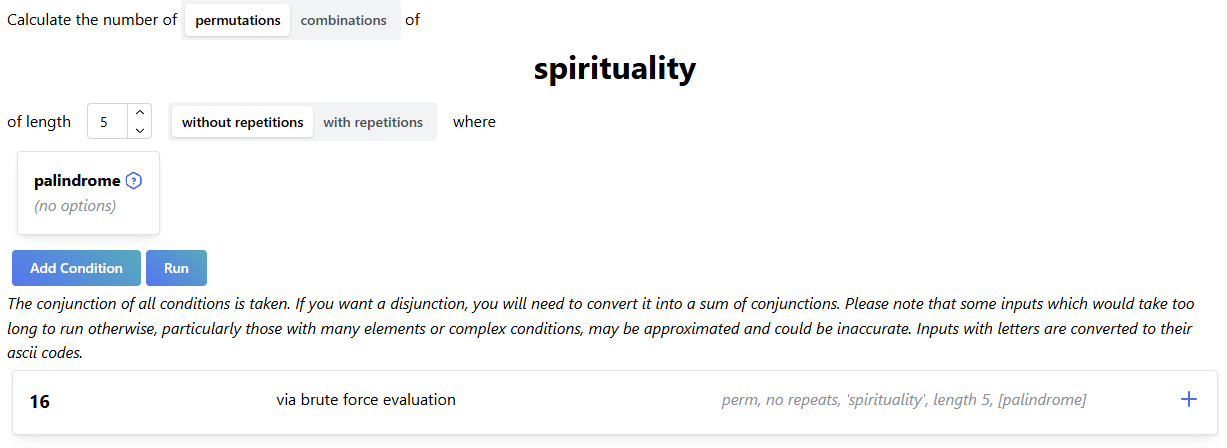 Calculate the number of permutations combinations of
spirituality
of length 5 without repetitions with repetitions where
palindrome
(no options)
Add Condition Run
The conjunction of all conditions is taken. If you want a disjunction, you will need to convert it into a sum of conjunctions. Please note that some inputs which would take too
long to run otherwise, particularly those with many elements or complex conditions, may be approximated and could be inaccurate. Inputs with letters are converted to their
ascii codes.
16 via brute force evaluation perm, no repeats, 'spirituality', length 5, [palindrome]